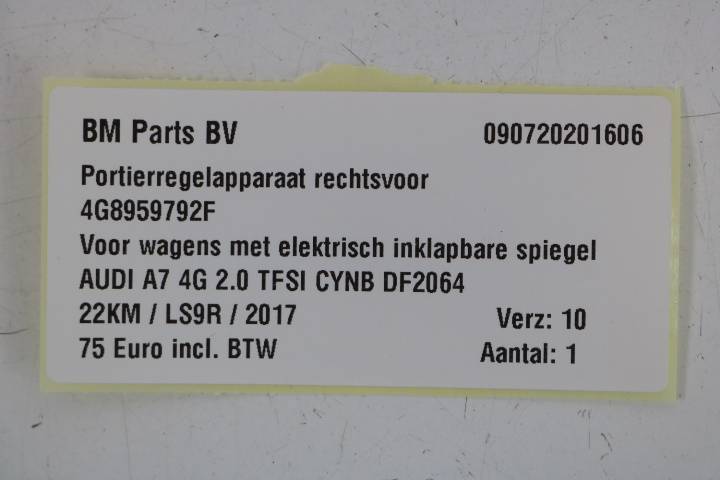 BM Parts BV 090720201606
Portierregelapparaat rechtsvoor
4G8959792F
Voor wagens met elektrisch inklapbare spiegel
AUDI A7 4G 2.0 TFSI CYNB DF2064
22KM / LS9R / 2017 Verz: 10
75 Euro incl. BTW Aantal: 1